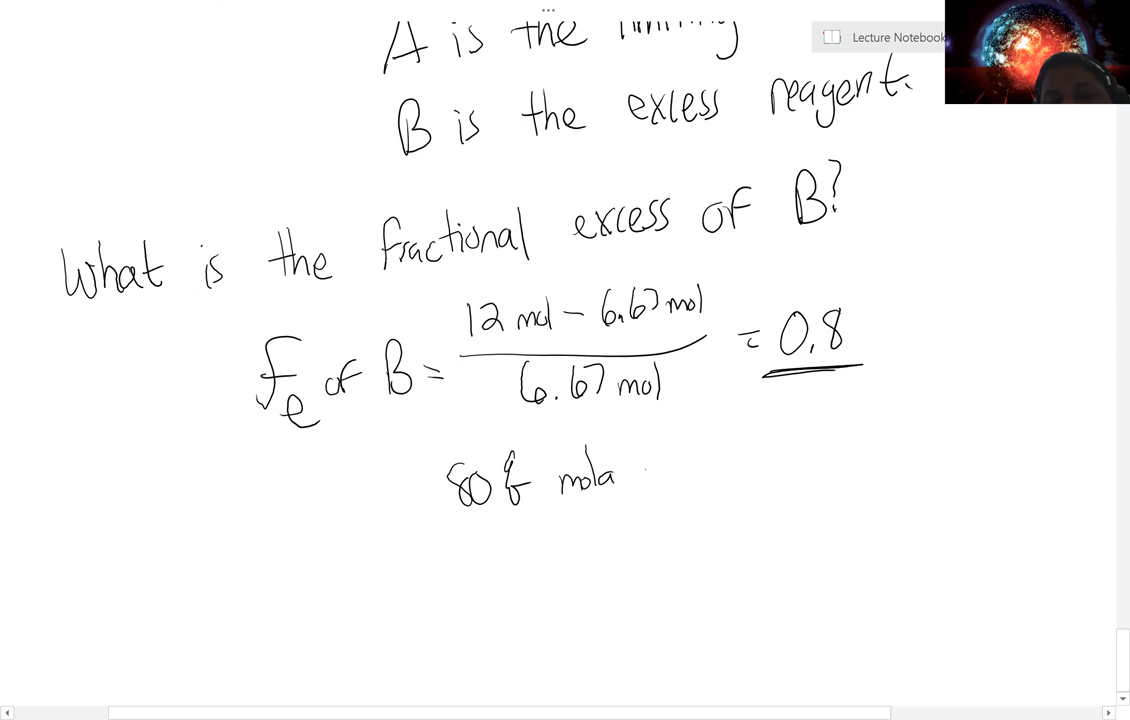 A is the
Lecture Notebook
B is the excess reagent.
What is the fractional excess of B?
fe of B = 12 mol - 6.67 mol / 6.67 mol = 0.8
80% mola